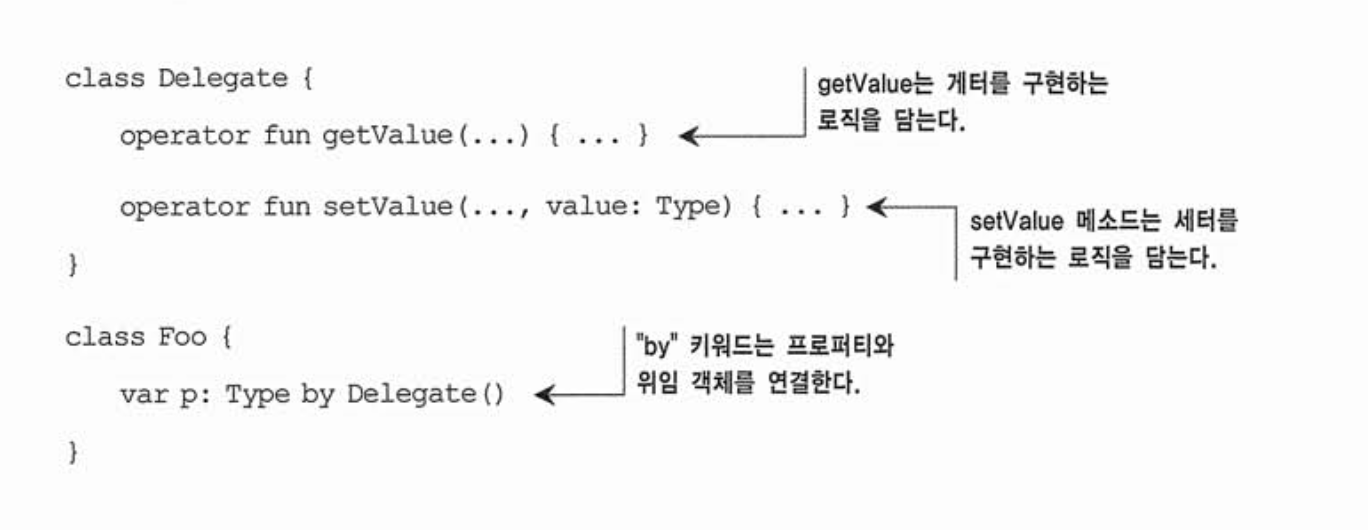 class Delegate {
getValue는 게터를 구현하는
로직을 담는다.
operator fun getValue(...) { ... }
operator fun setValue(..., value: Type) { ... }
setValue 메소드는 세터를
구현하는 로직을 담는다.
}
class Foo {
"by" 키워드는 프로퍼티와
위임 객체를 연결한다.
var p: Type by Delegate()
}